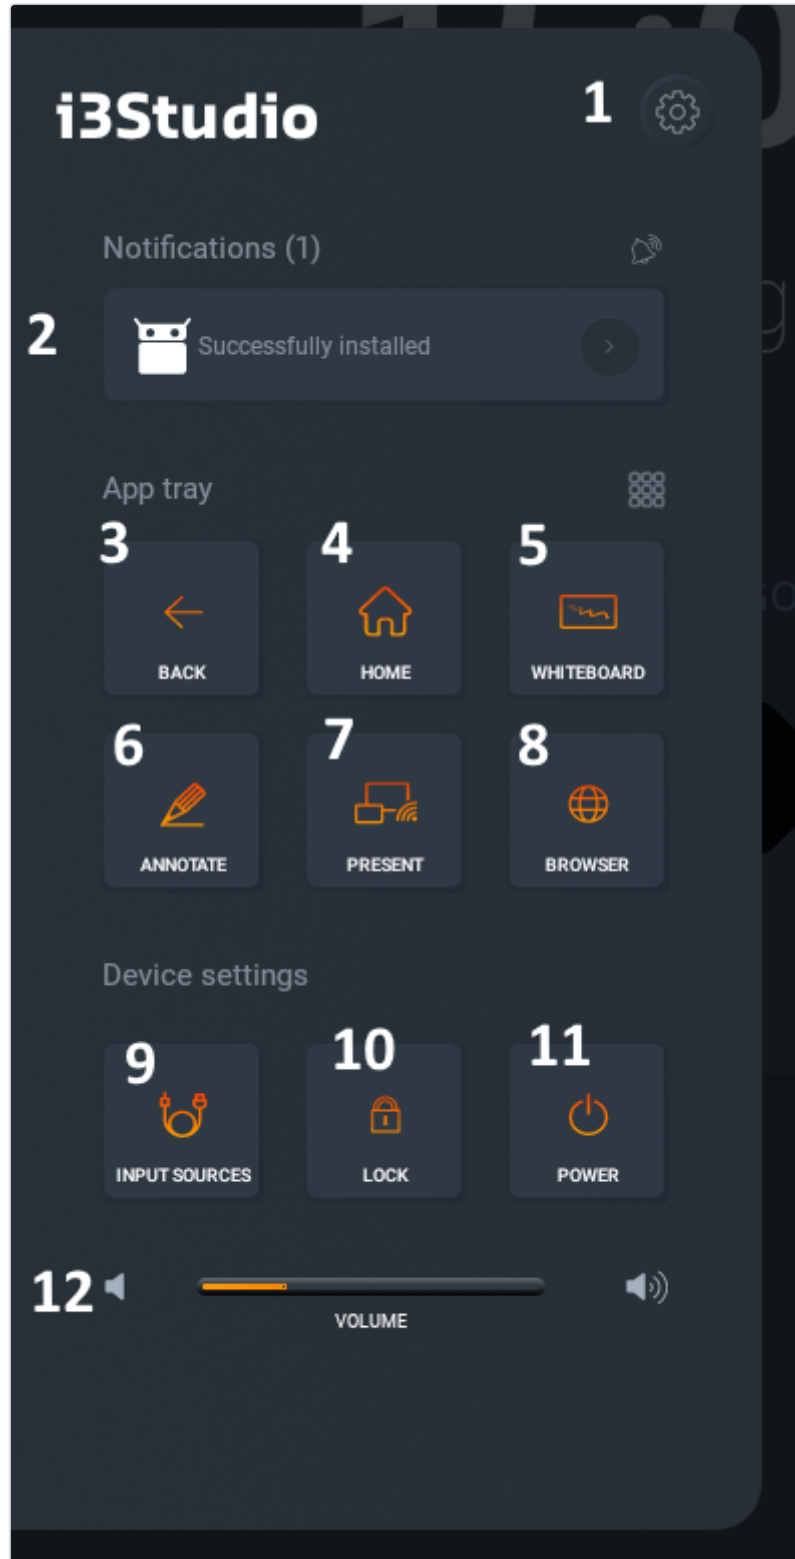 i3Studio
1
Notifications (1)
2
Successfully installed
App tray
3 4 5
BACK HOME WHITEBOARD
6 7 8
ANNOTATE PRESENT BROWSER
Device settings
9 10 11
INPUT SOURCES LOCK POWER
12
VOLUME